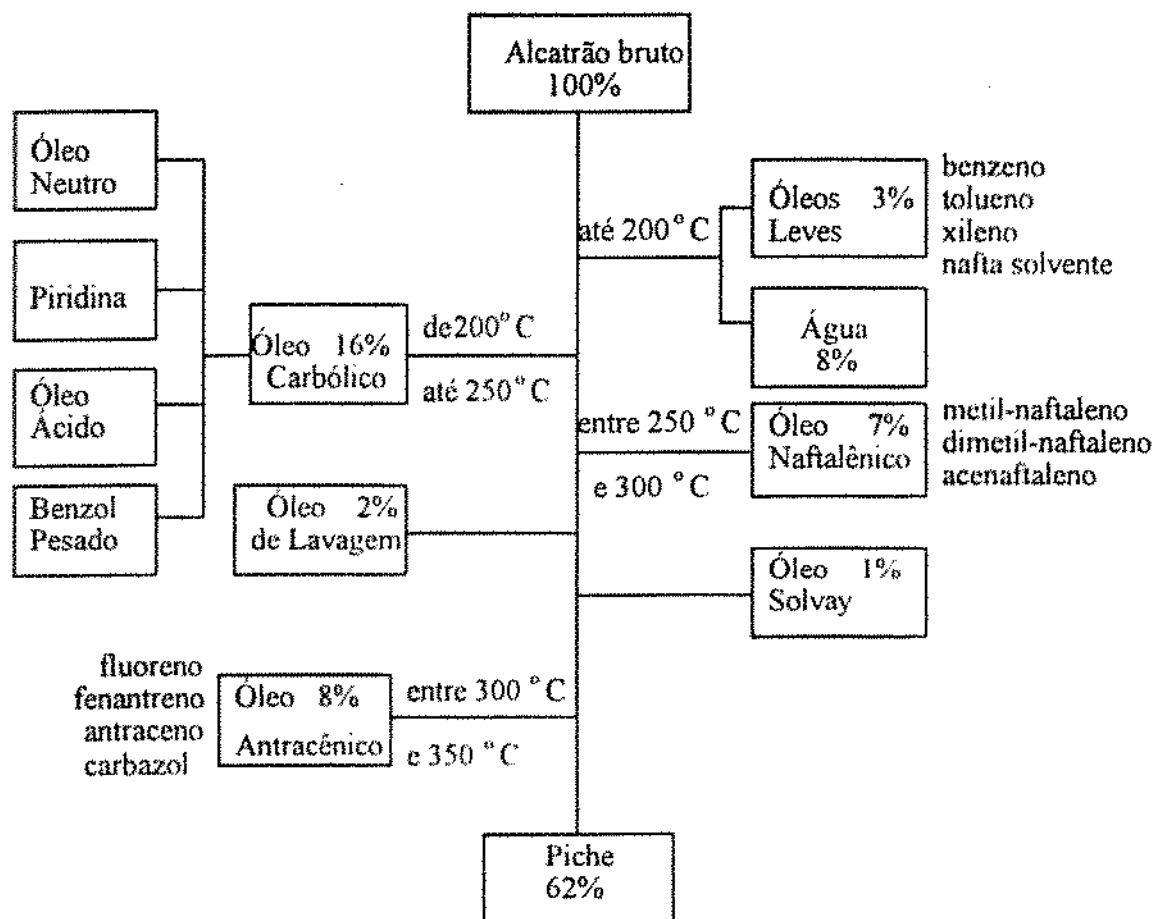 Alcatrão bruto
100%
Óleo
Neutro
Piridina
Óleo
Ácido
Benzol
Pesado
Óleo 16%
Carbólico
de200°C
até 250°C
até 200°C
Óleos 3%
Leves
benzeno
tolueno
xileno
nafta solvente
Água
8%
entre 250 °C
e 300 °C
Óleo 7%
Naftalênico
metil-naftaleno
dimetil-naftaleno
acenaftaleno
Óleo 2%
de Lavagem
Óleo 1%
Solvay
fluoreno
fenantreno
antraceno
carbazol
Óleo 8%
Antracênico
entre 300 °C
e 350 °C
Piche
62%